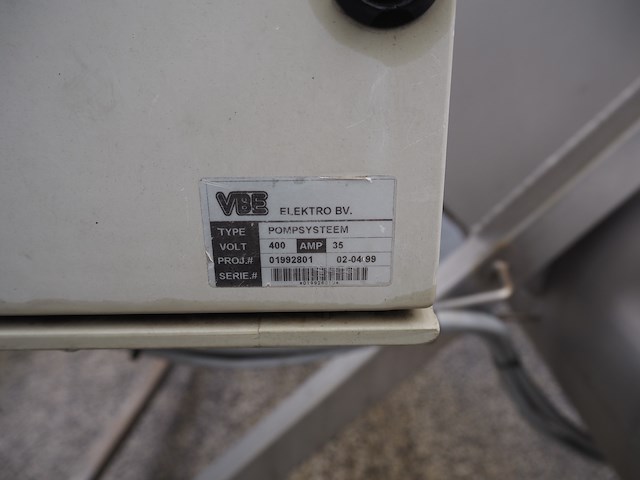 VBE ELEKTRO BV.
TYPE POMPSYSTEEM
VOLT 400 AMP 35
PROJ.# 01992801 02-04-99
SERIE.#